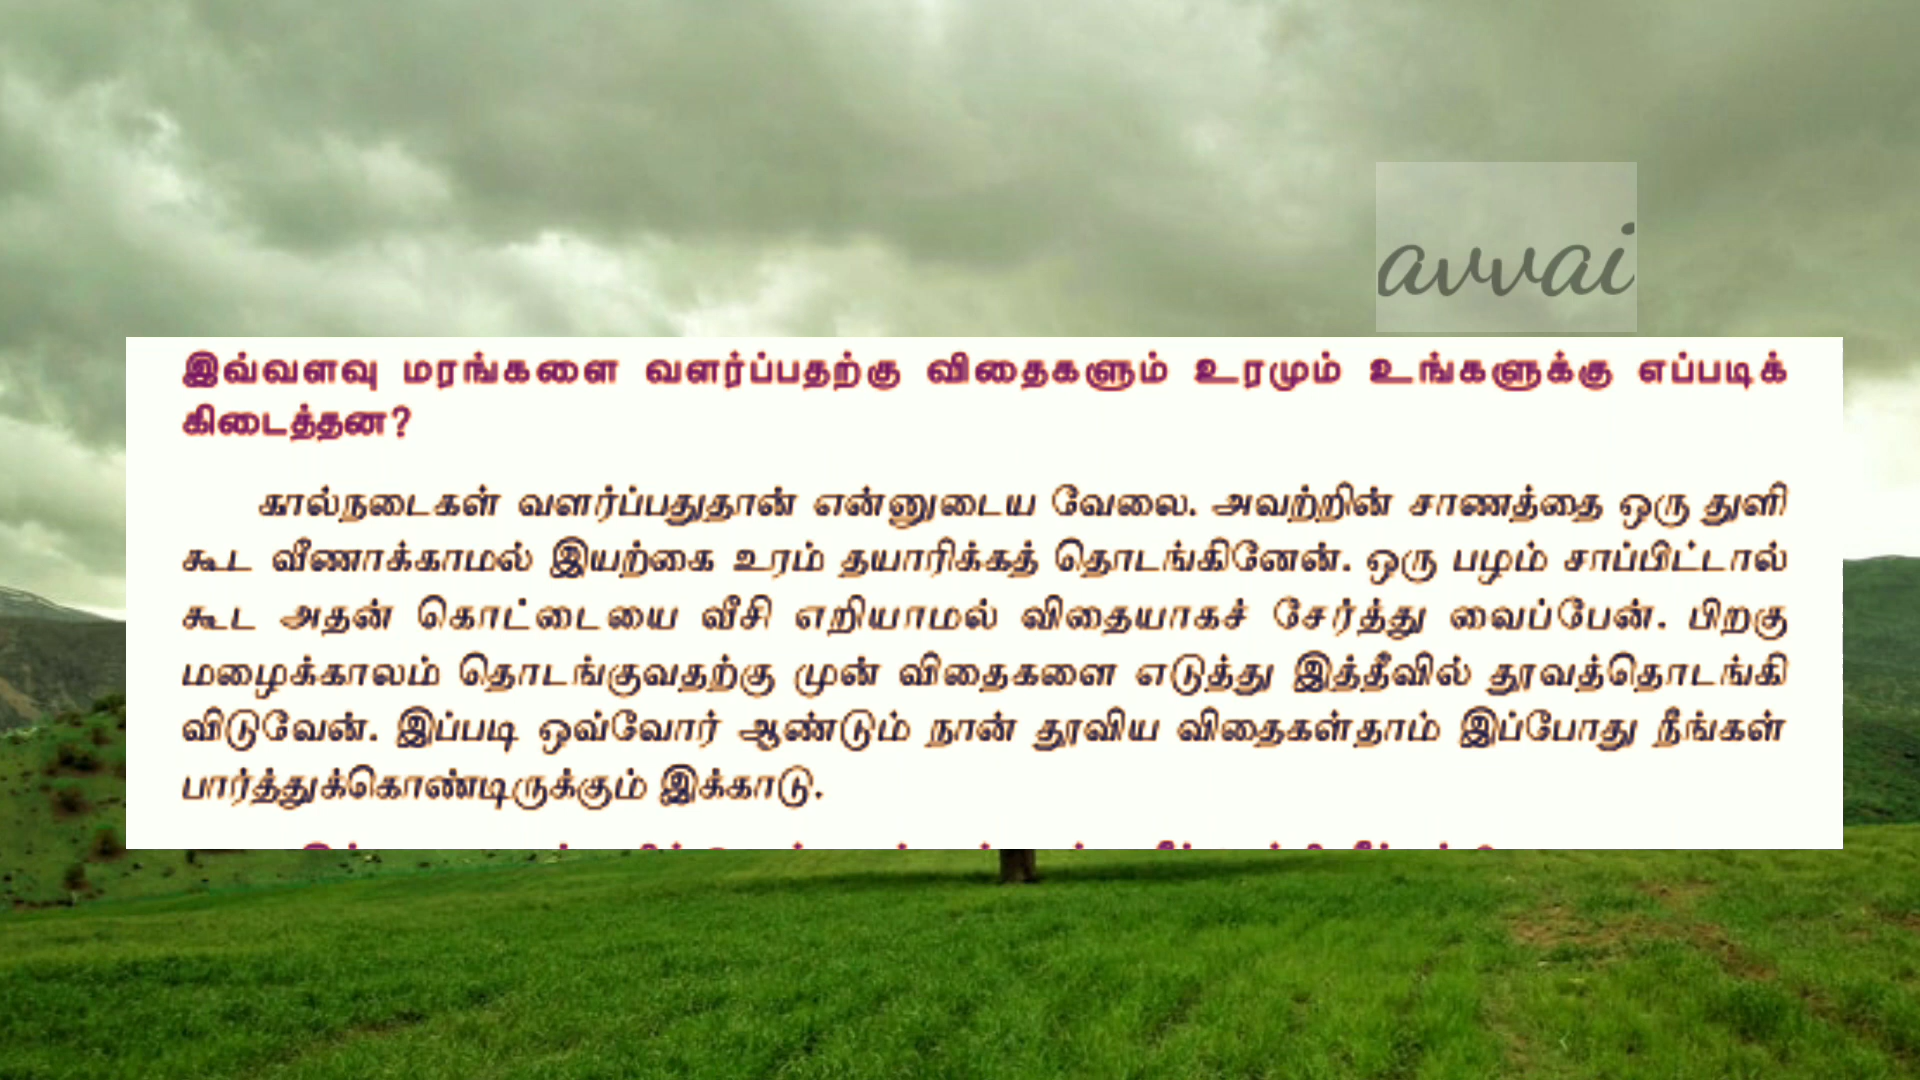 avvai
இவ்வளவு மரங்களை வளர்ப்பதற்கு விதைகளும் உரமும் உங்களுக்கு எப்படிக்
கிடைத்தன?
கால்நடைகள் வளர்ப்பதுதான் என்னுடைய வேலை. அவற்றின் சாணத்தை ஒரு துளி
கூட வீணாக்காமல் இயற்கை உரம் தயாரிக்கத் தொடங்கினேன். ஒரு பழம் சாப்பிட்டால்
கூட அதன் கொட்டையை வீசி எறியாமல் விதையாகச் சேர்த்து வைப்பேன். பிறகு
மழைக்காலம் தொடங்குவதற்கு முன் விதைகளை எடுத்து இத்தீவில் தூவத்தொடங்கி
விடுவேன். இப்படி ஒவ்வோர் ஆண்டும் நான் தூவிய விதைகள்தாம் இப்போது நீங்கள்
பார்த்துக்கொண்டிருக்கும் இக்காடு.